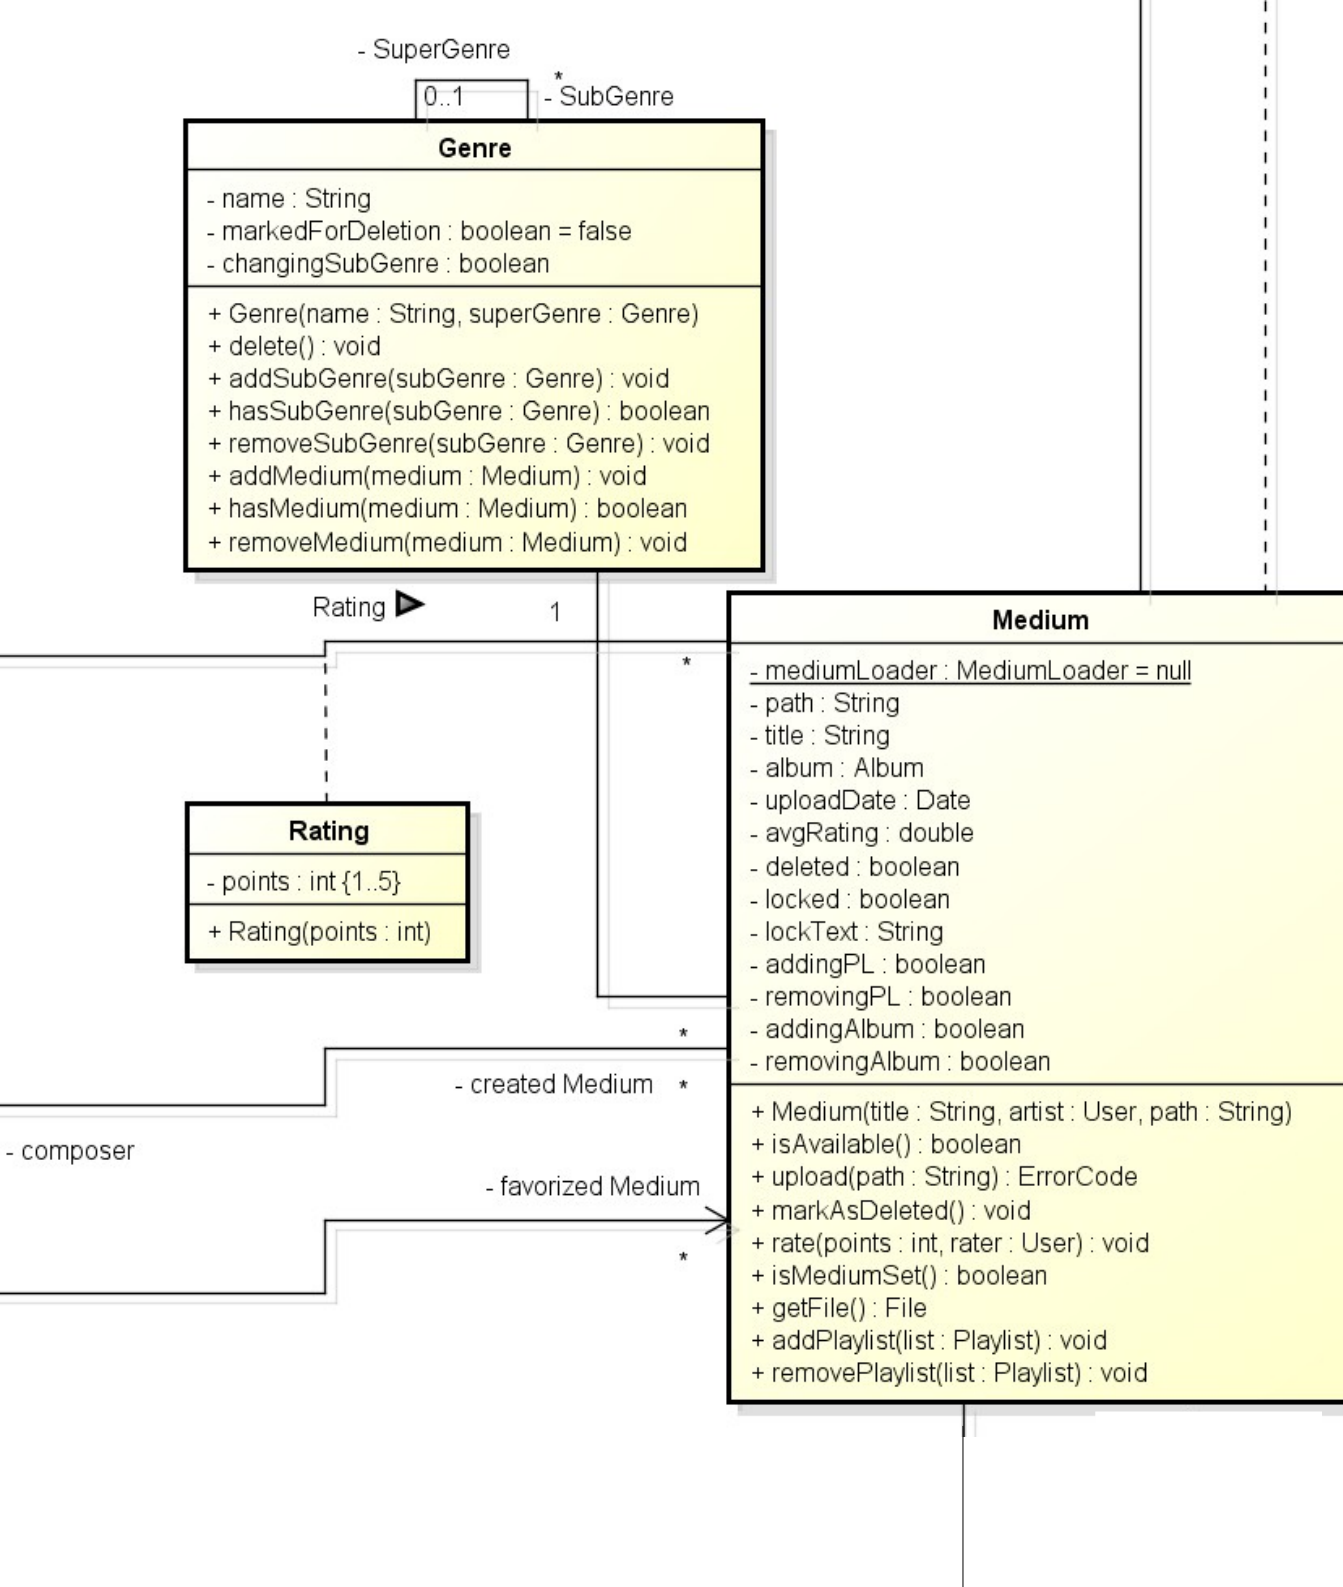 - SuperGenre
*
0..1
- SubGenre
Genre
- name : String
- markedForDeletion : boolean = false
- changingSubGenre : boolean
+ Genre(name : String, superGenre : Genre)
+ delete() : void
+ addSubGenre(subGenre : Genre) : void
+ hasSubGenre(subGenre : Genre) : boolean
+ removeSubGenre(subGenre : Genre) : void
+ addMedium(medium : Medium) : void
+ hasMedium(medium : Medium) : boolean
+ removeMedium(medium : Medium) : void
Rating
1
*
Medium
- mediumLoader : MediumLoader = null
- path : String
- title : String
- album : Album
- uploadDate : Date
- avgRating : double
- deleted : boolean
- locked : boolean
- lockText : String
- addingPL : boolean
- removingPL : boolean
- addingAlbum : boolean
- removingAlbum : boolean
+ Medium(title : String, artist : User, path : String)
+ isAvailable() : boolean
+ upload(path : String) : ErrorCode
+ markAsDeleted() : void
+ rate(points : int, rater : User) : void
+ isMediumSet() : boolean
+ getFile() : File
+ addPlaylist(list : Playlist) : void
+ removePlaylist(list : Playlist) : void
Rating
- points : int {1..5}
+ Rating(points : int)
*
- created Medium
*
- composer
- favorized Medium
*